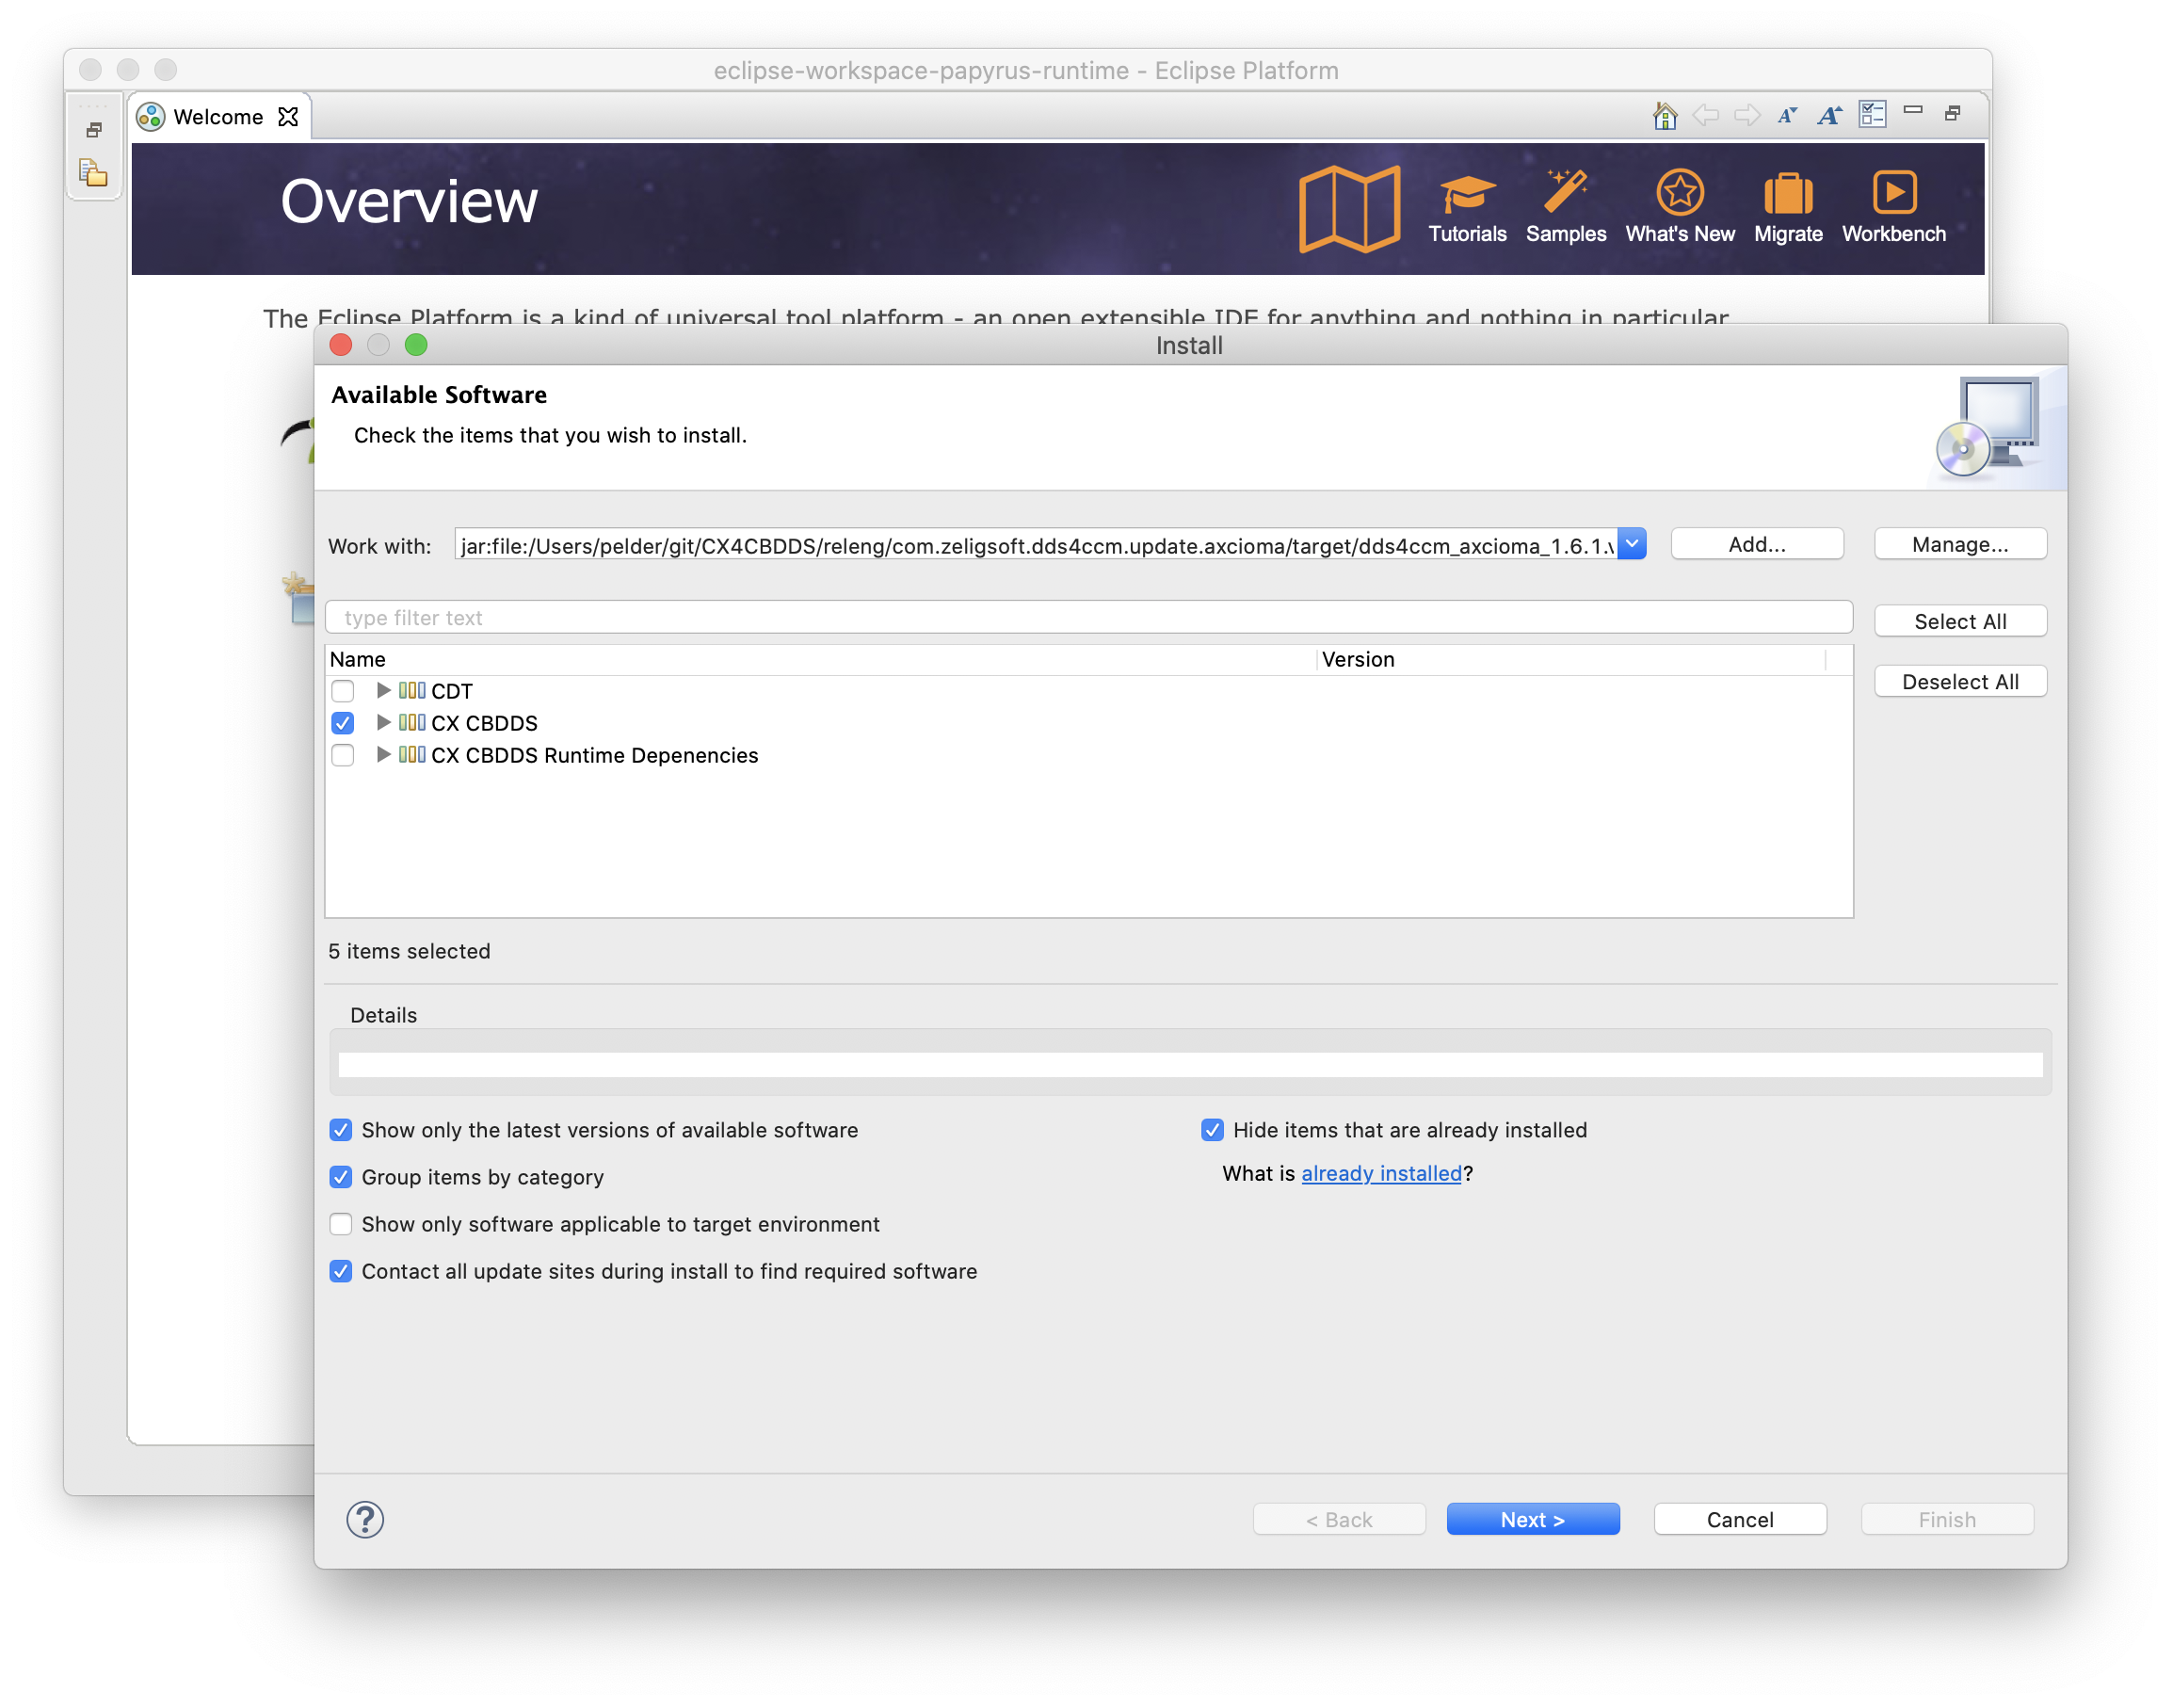 eclipse-workspace-papyrus-runtime - Eclipse Platform
Welcome
Overview
Tutorials
Samples
What's New
Migrate
Workbench
The Eclipse Platform is a kind of universal tool platform - an open extensible IDE for anything and nothing in particular
Install
Available Software
Check the items that you wish to install.
Work with: jar:file:/Users/pelder/git/CX4CBDDS/releng/com.zeligsoft.dds4ccm.update.axcioma/target/dds4ccm_axcioma_1.6.1.v
Add...
Manage...
type filter text
Select All
Name Version
Deselect All
CDT
CX CBDDS
CX CBDDS Runtime Depenencies
5 items selected
Details
Show only the latest versions of available software
Hide items that are already installed
Group items by category
What is already installed?
Show only software applicable to target environment
Contact all update sites during install to find required software
?
< Back
Next >
Cancel
Finish